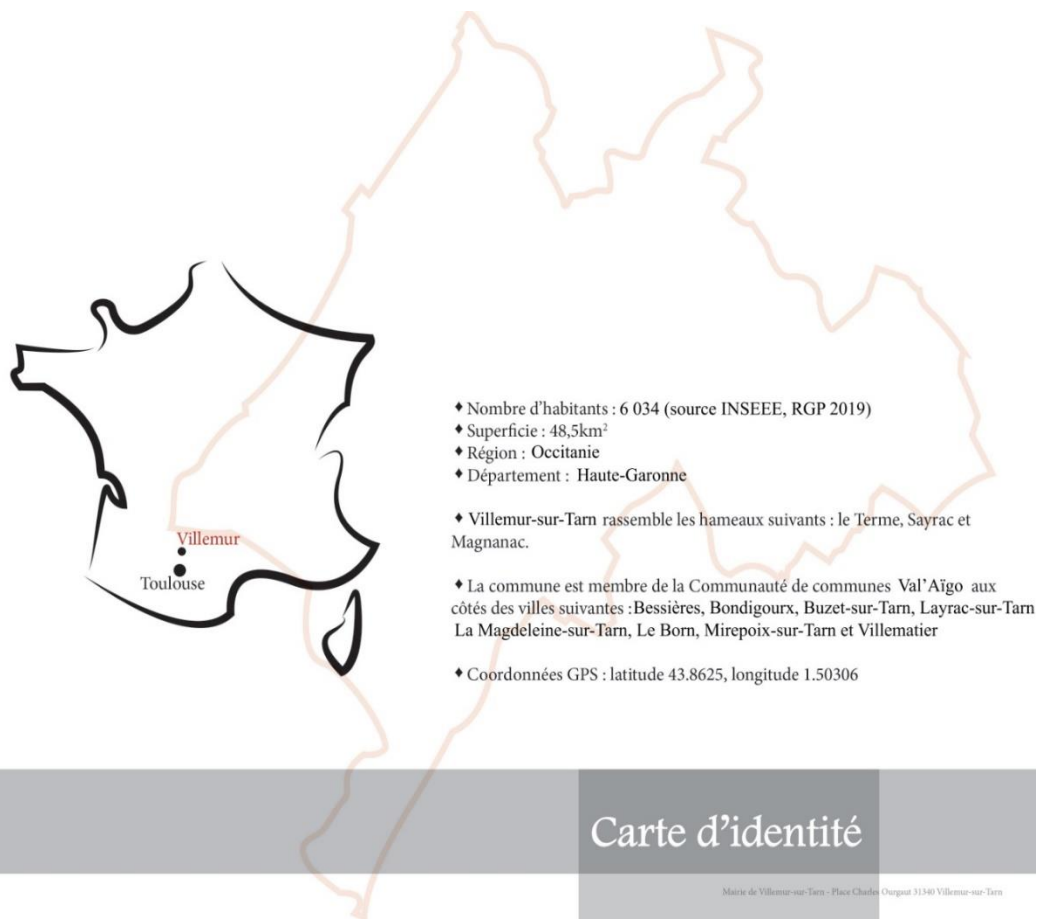 ♦ Nombre d'habitants : 6 034 (source INSEEE, RGP 2019)
♦ Superficie : 48,5km²
♦ Région : Occitanie
♦ Département : Haute-Garonne
♦ Villemur-sur-Tarn rassemble les hameaux suivants : le Terme, Sayrac et
Magnanac.
♦ La commune est membre de la Communauté de communes Val'Aïgo aux
côtés des villes suivantes :Bessières, Bondigourx, Buzet-sur-Tarn, Layrac-sur-Tarn
La Magdeleine-sur-Tarn, Le Born, Mirepoix-sur-Tarn et Villematier
♦ Coordonnées GPS : latitude 43.8625, longitude 1.50306
Villemur
Toulouse
Carte d'identité
Mairie de Villemur-sur-Tarn - Place Charles Ourgaut 31340 Villemur-sur-Tarn